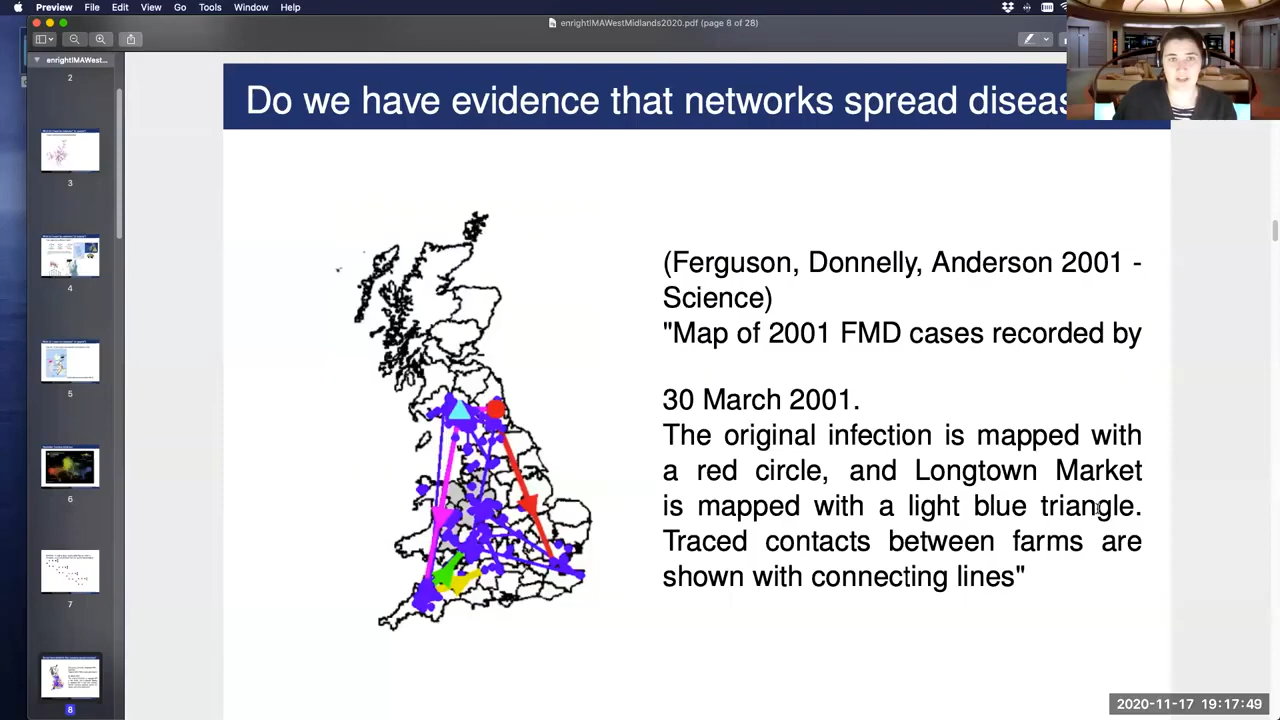 Preview File Edit View Go Tools Window Help
enrightIMAWestMidlands2020.pdf (page 8 of 28)
enrightIMAWest...
2
3
4
5
6
7
8
Do we have evidence that networks spread diseas
(Ferguson, Donnelly, Anderson 2001 -
Science)
"Map of 2001 FMD cases recorded by
30 March 2001.
The original infection is mapped with
a red circle, and Longtown Market
is mapped with a light blue triangle.
Traced contacts between farms are
shown with connecting lines"
2020-11-17 19:17:49